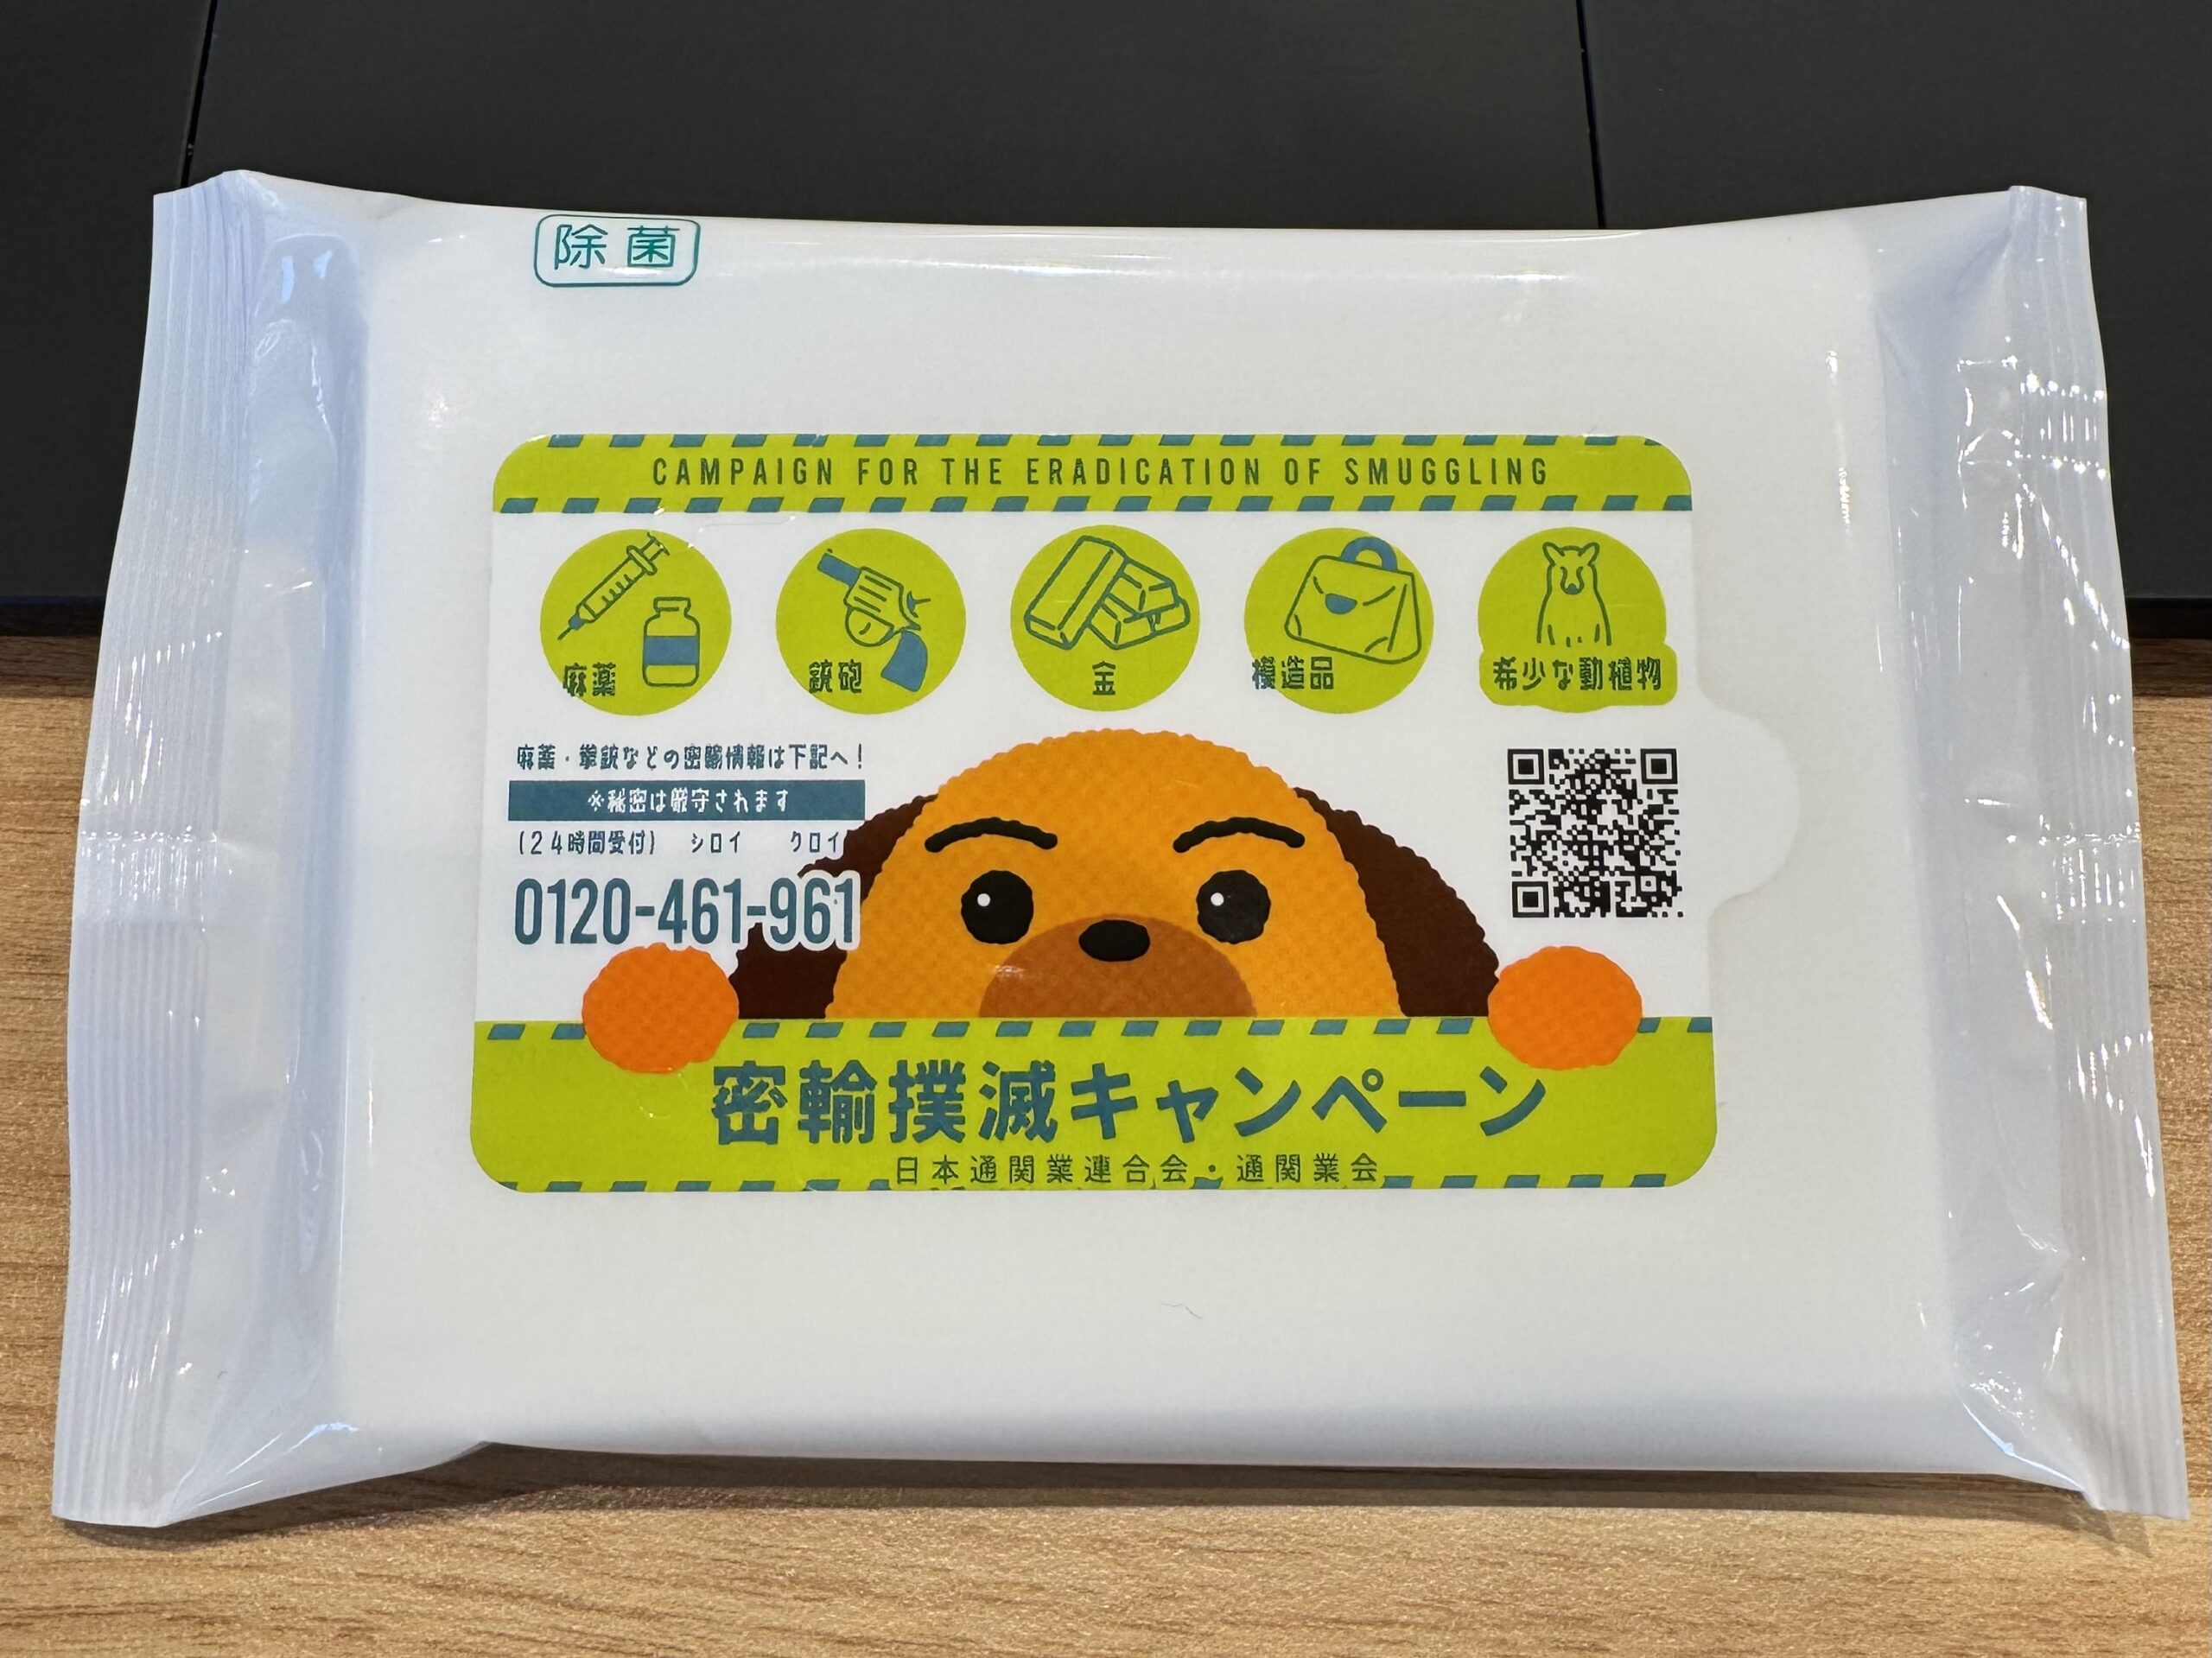 除菌
CAMPAIGN FOR THE ERADICATION OF SMUGGLING
麻薬
銃砲
金
模造品
希少な動植物
麻薬・拳銃などの密輸情報は下記へ！
※秘密は厳守されます
(24時間受付) シロイ クロイ
0120-461-961
密輸撲滅キャンペーン
日本通関業連合会・通関業会